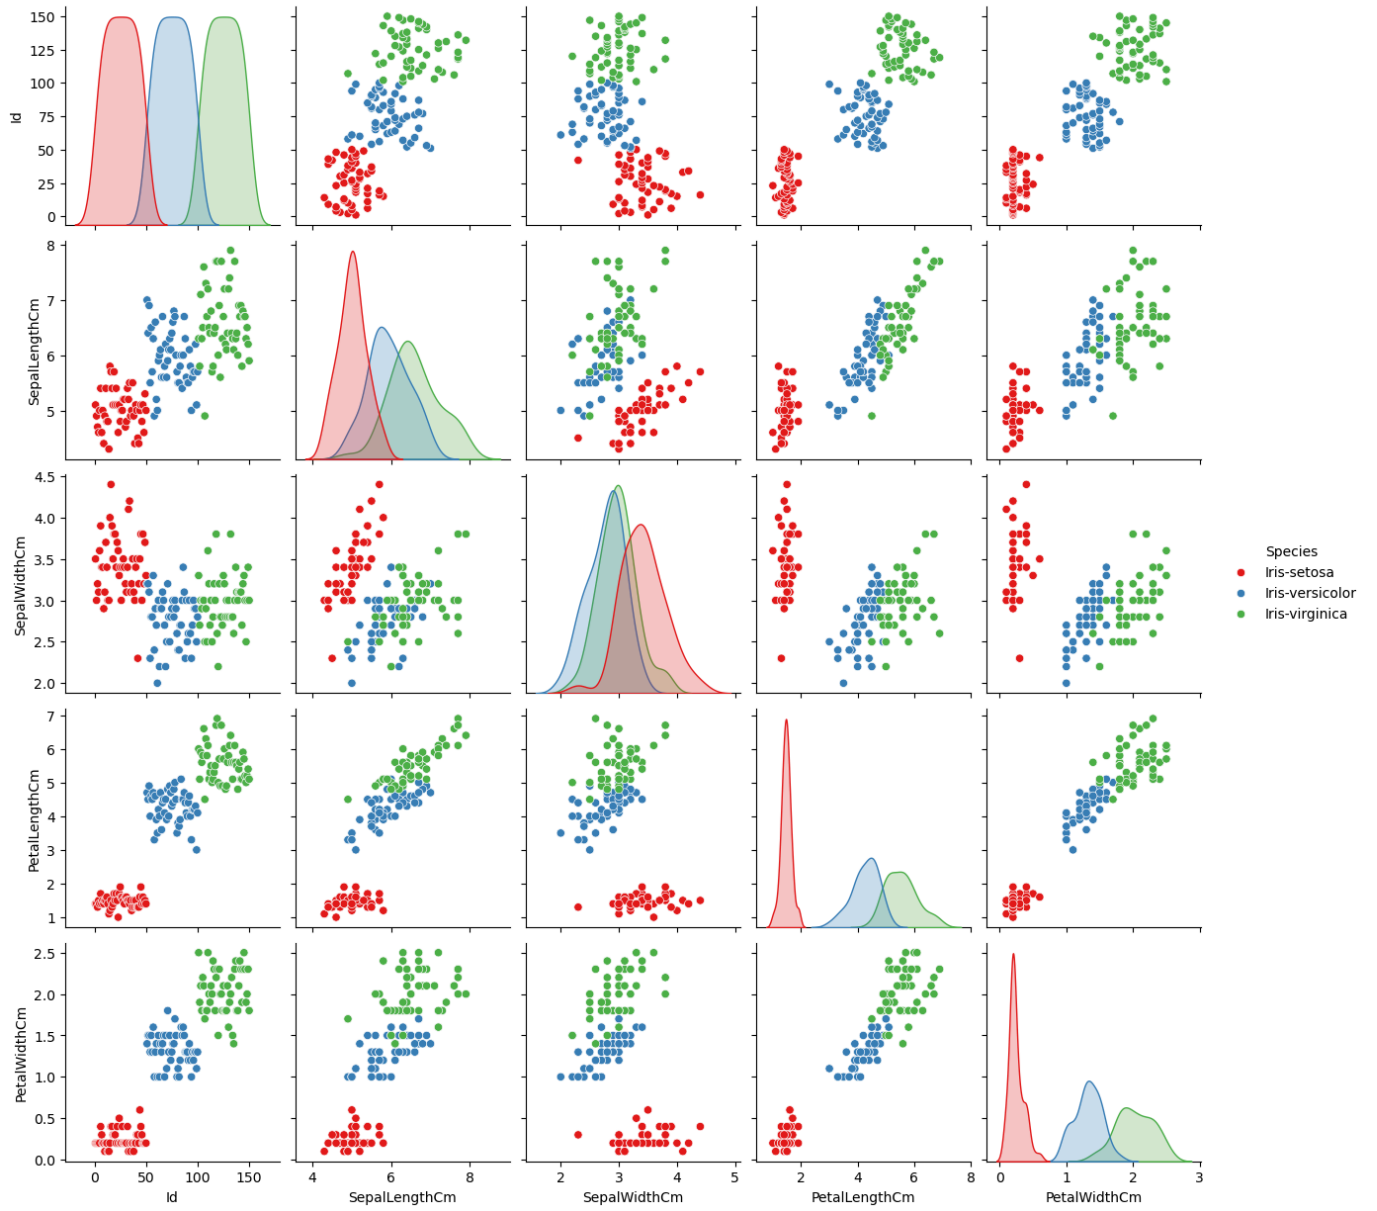 150
125
100
75
50
25
0
Id
8
7
6
5
SepalLengthCm
4.5
4.0
3.5
3.0
2.5
2.0
SepalWidthCm
Species
Iris-setosa
Iris-versicolor
Iris-virginica
7
6
5
4
3
2
1
PetalLengthCm
2.5
2.0
1.5
1.0
0.5
0.0
PetalWidthCm
0 50 100 150
Id
4 6 8
SepalLengthCm
2 3 4 5
SepalWidthCm
2 4 6 8
PetalLengthCm
0 1 2 3
PetalWidthCm